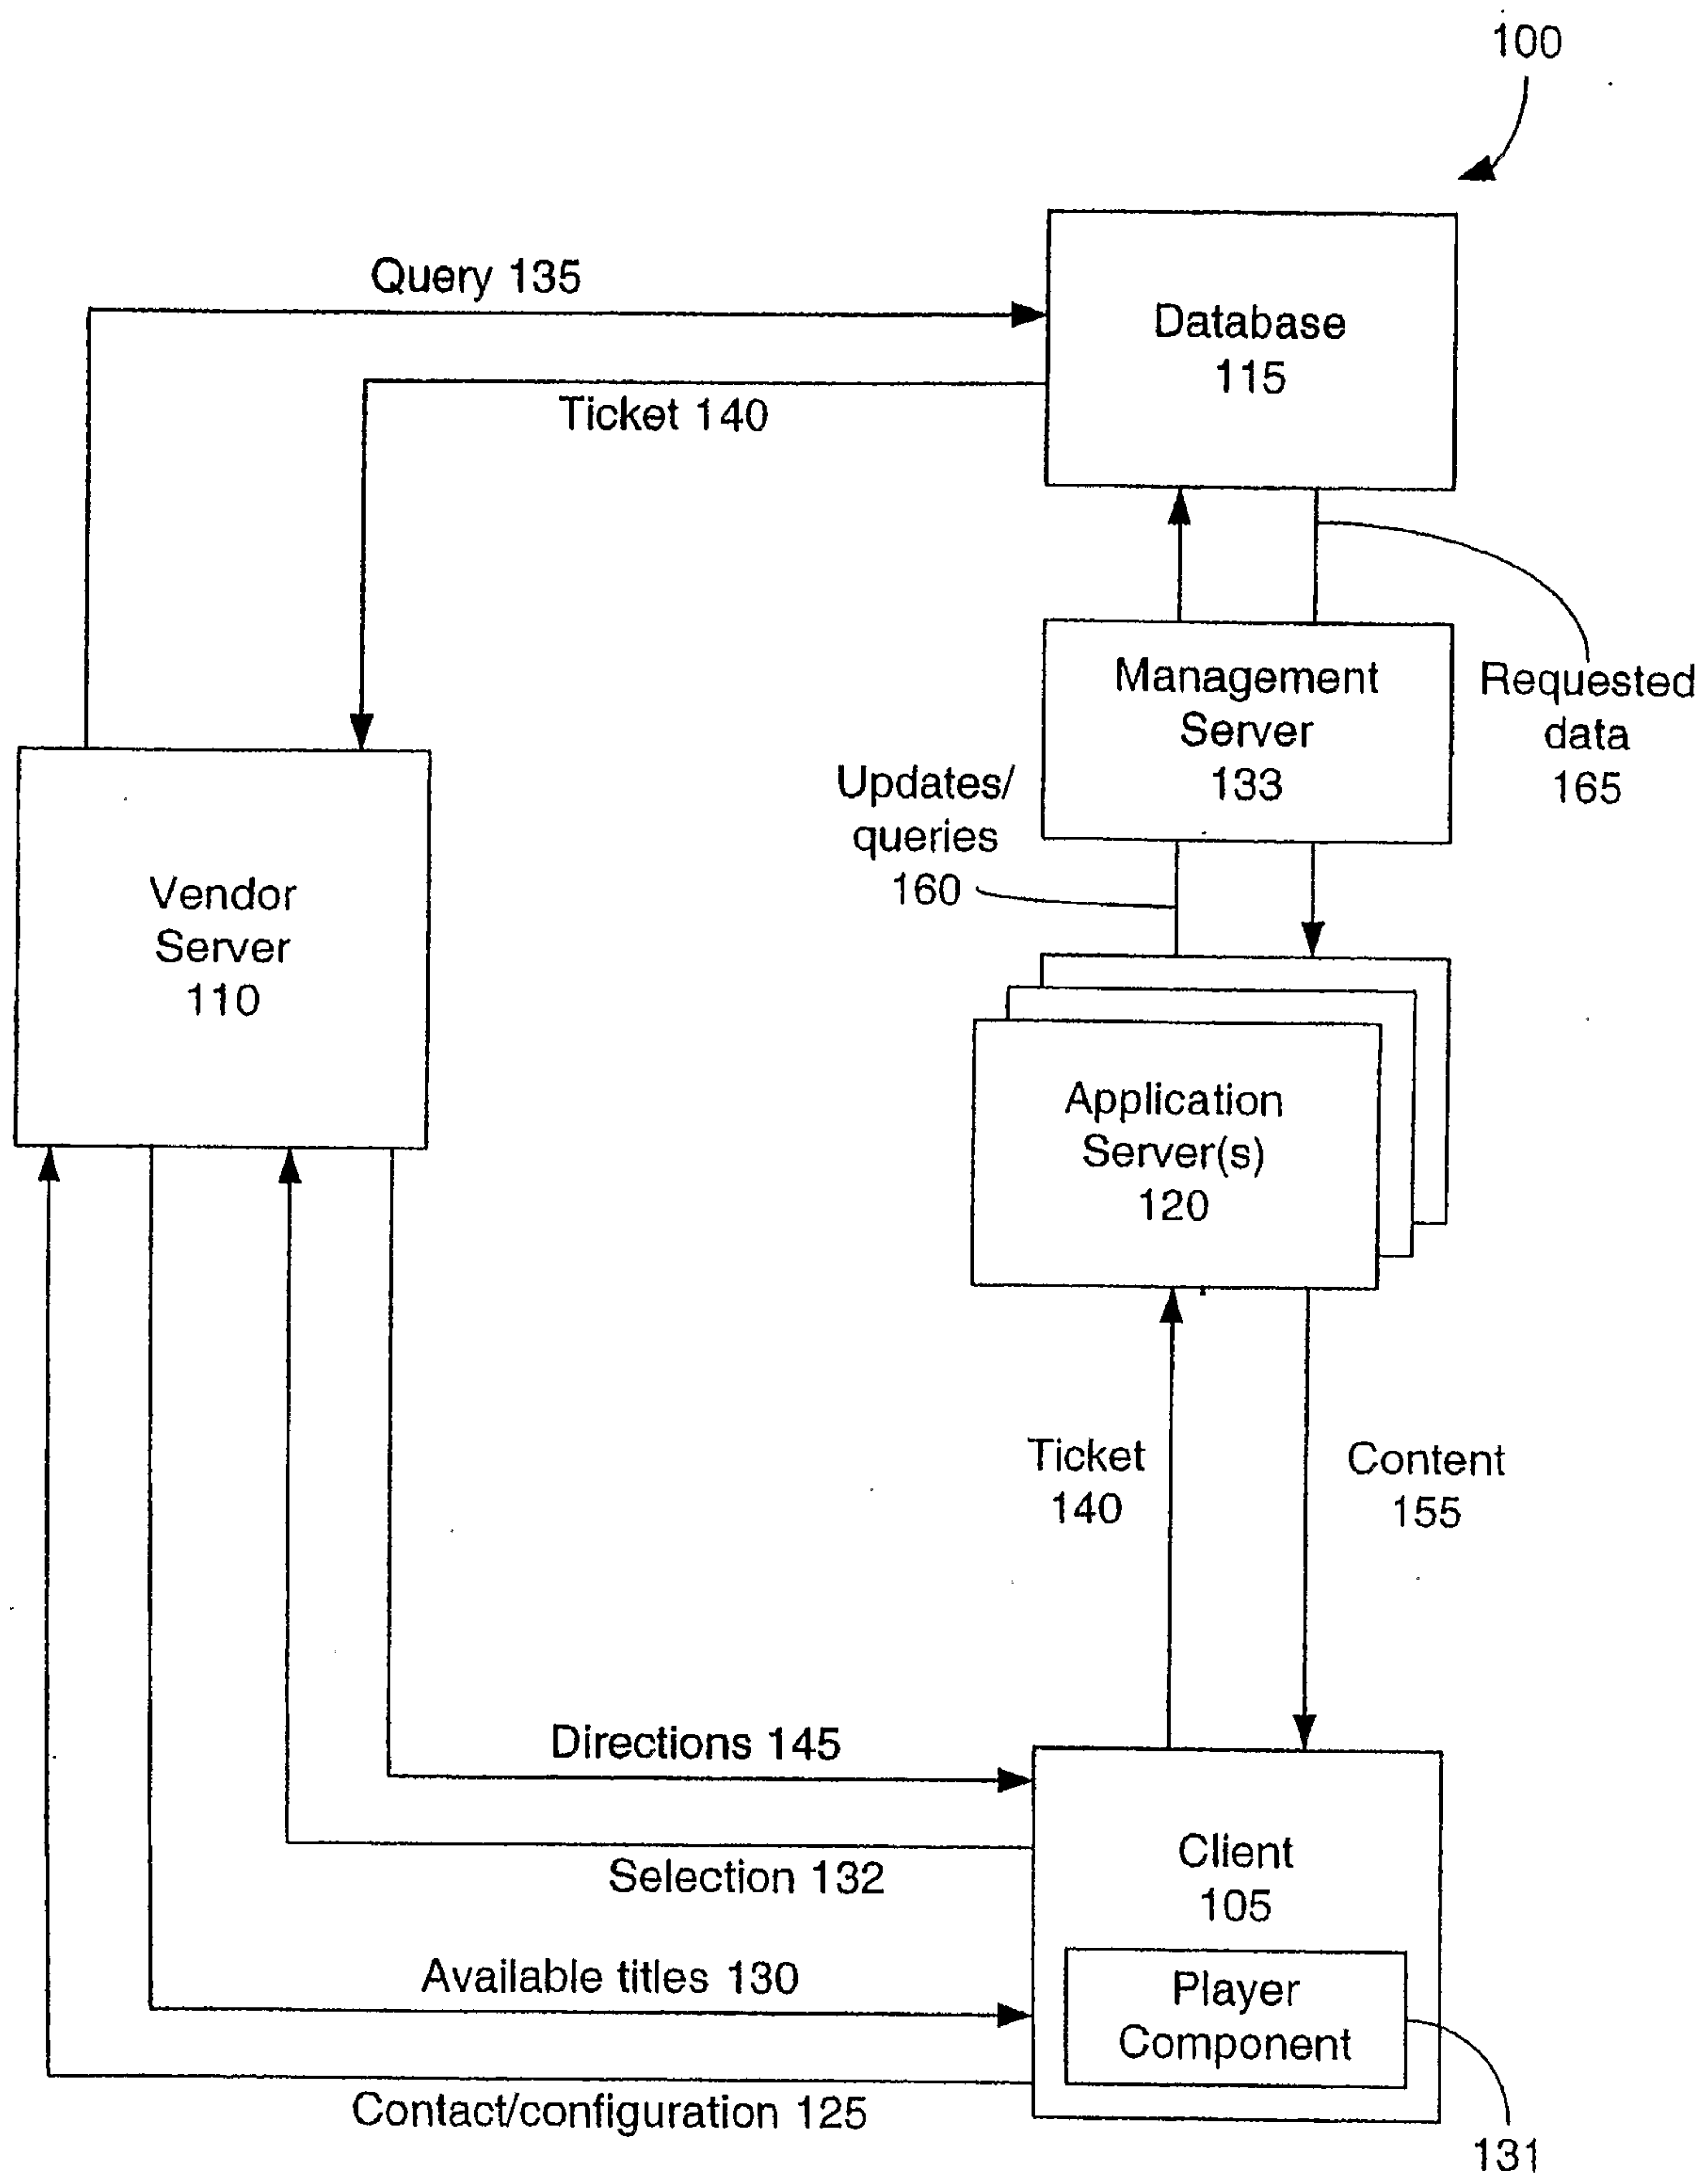 100
Query 135
Database
115
Ticket 140
Management
Server
133
Requested
data
165
Updates/
queries
160
Vendor
Server
110
Application
Server(s)
120
Ticket
140
Content
155
Directions 145
Selection 132
Client
105
Available titles 130
Player
Component
Contact/configuration 125
131